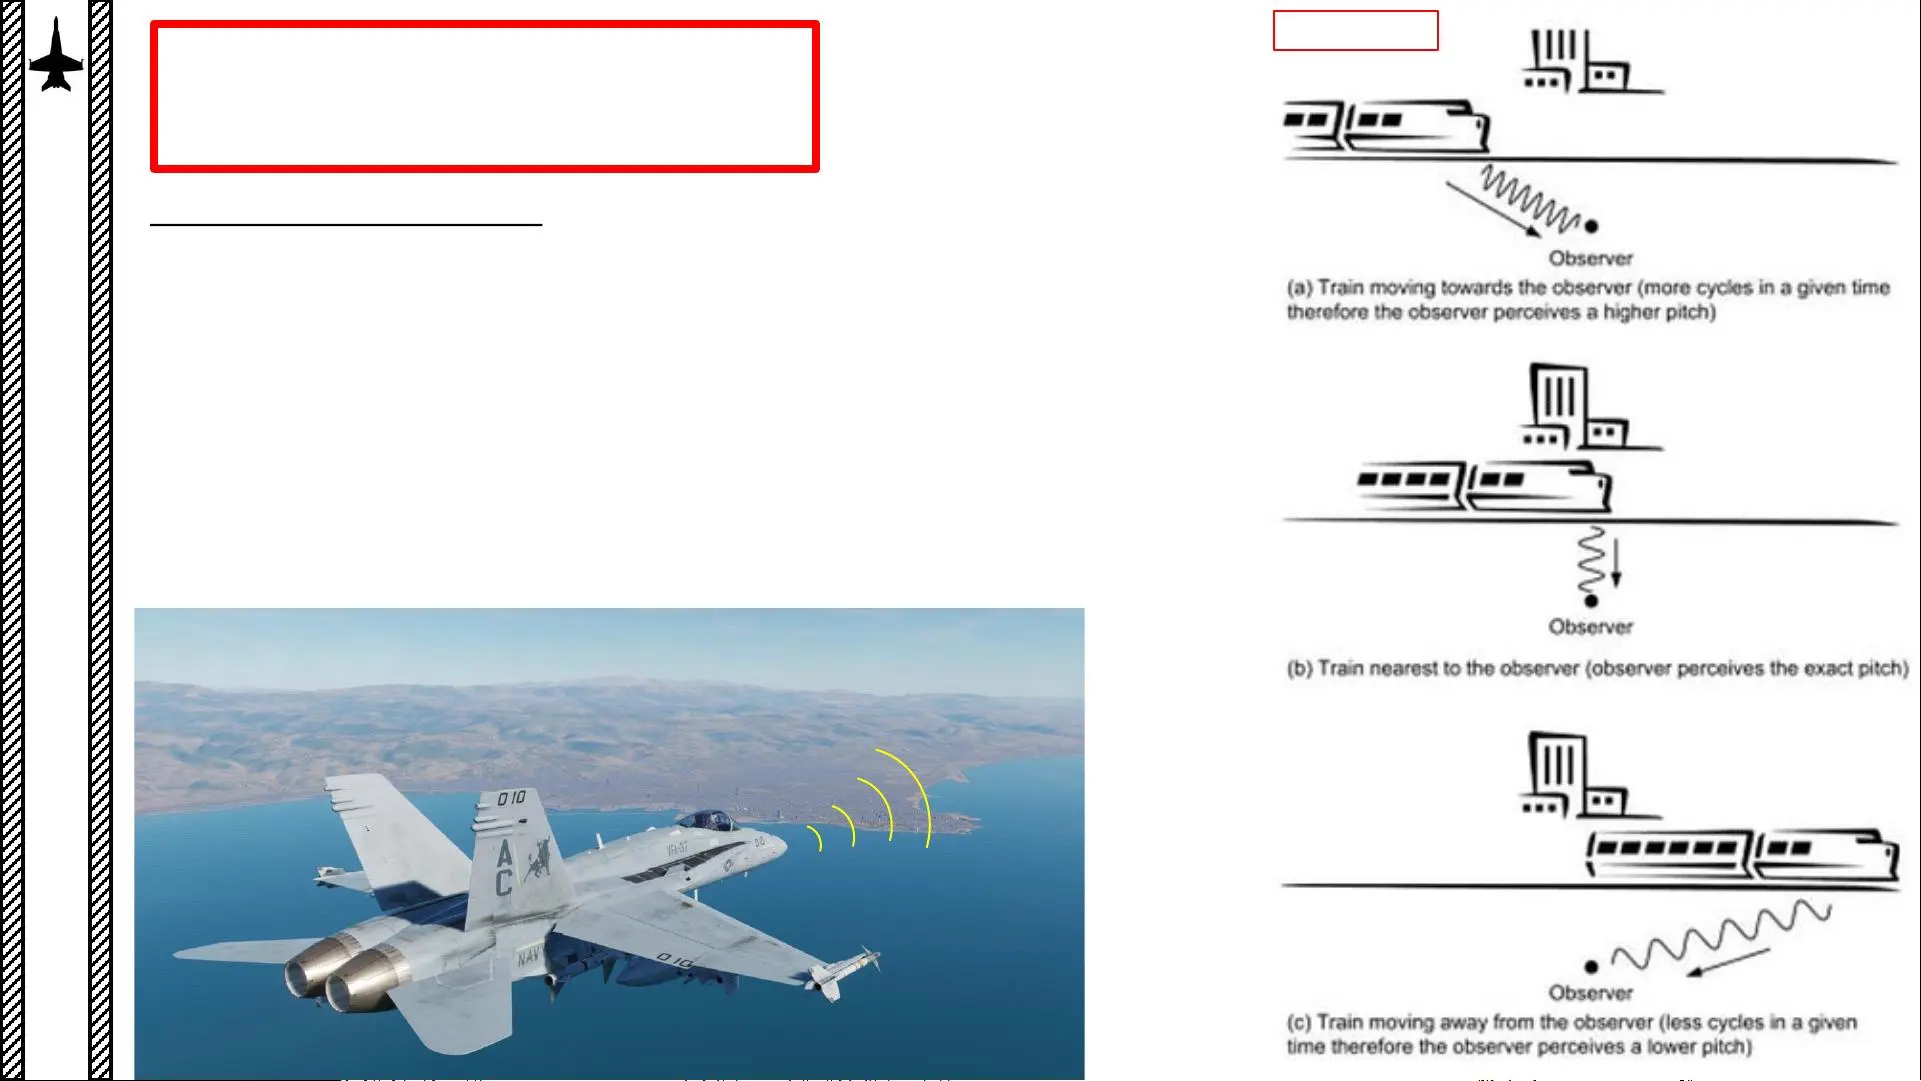 Observer
(a) Train moving towards the observer (more cycles in a given time
therefore the observer perceives a higher pitch)
Observer
(b) Train nearest to the observer (observer perceives the exact pitch)
Observer
(c) Train moving away from the observer (less cycles in a given
time therefore the observer perceives a lower pitch)
010
AC
VFA-97
010
NAVY
010